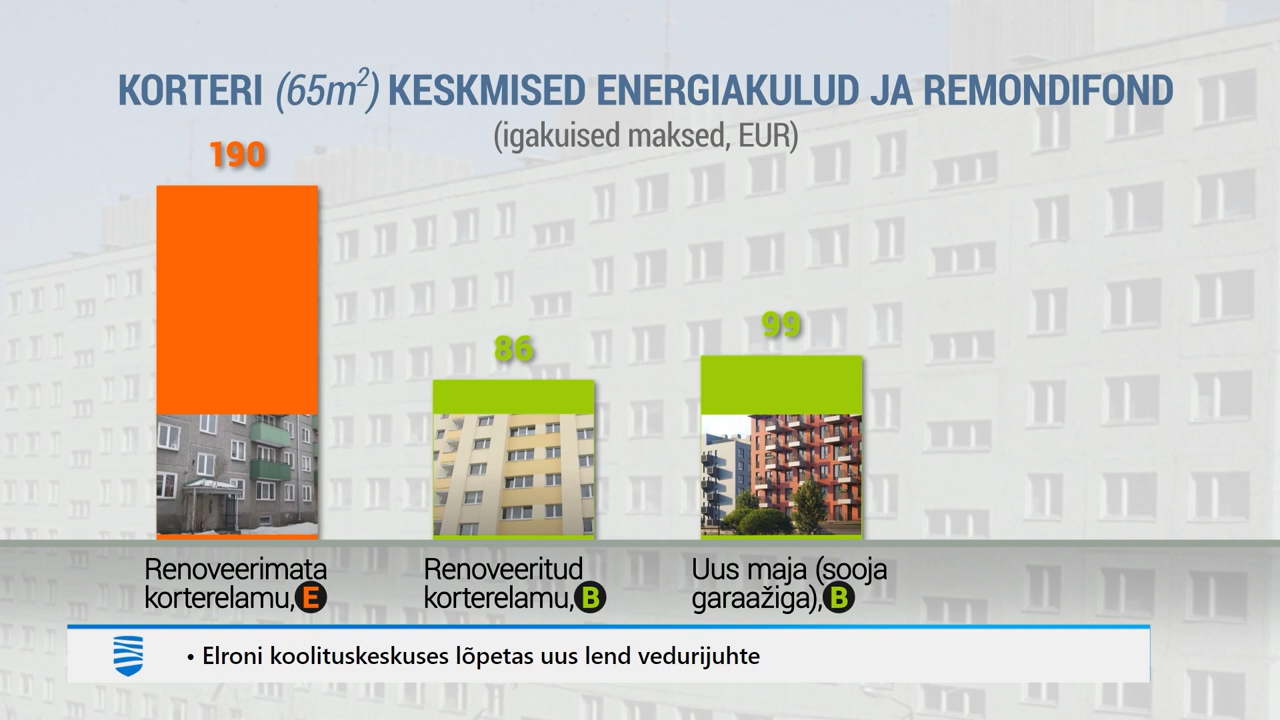 KORTERI (65m²) KESKMISED ENERGIAKULUD JA REMONDIFOND
(igakuised maksed, EUR)
190
86
99
Renoveerimata
korterelamu, E
Renoveeritud
korterelamu, B
Uus maja (sooja
garaažiga), B
• Elroni koolituskeskuses lõpetas uus lend vedurijuhte